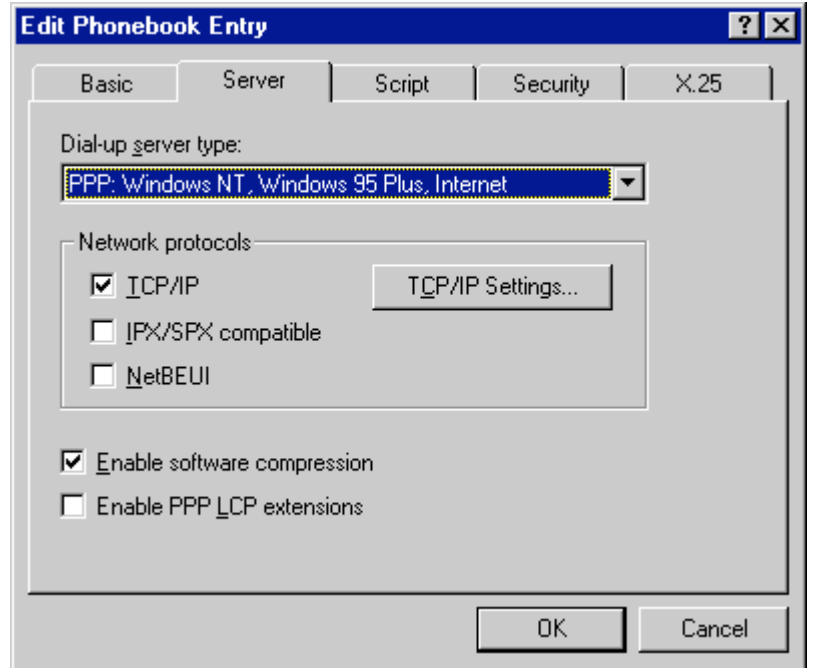 Edit Phonebook Entry
Basic Server Script Security X.25
Dial-up server type:
PPP: Windows NT, Windows 95 Plus, Internet
Network protocols
TCP/IP TCP/IP Settings...
IPX/SPX compatible
NetBEUI
Enable software compression
Enable PPP LCP extensions
OK Cancel